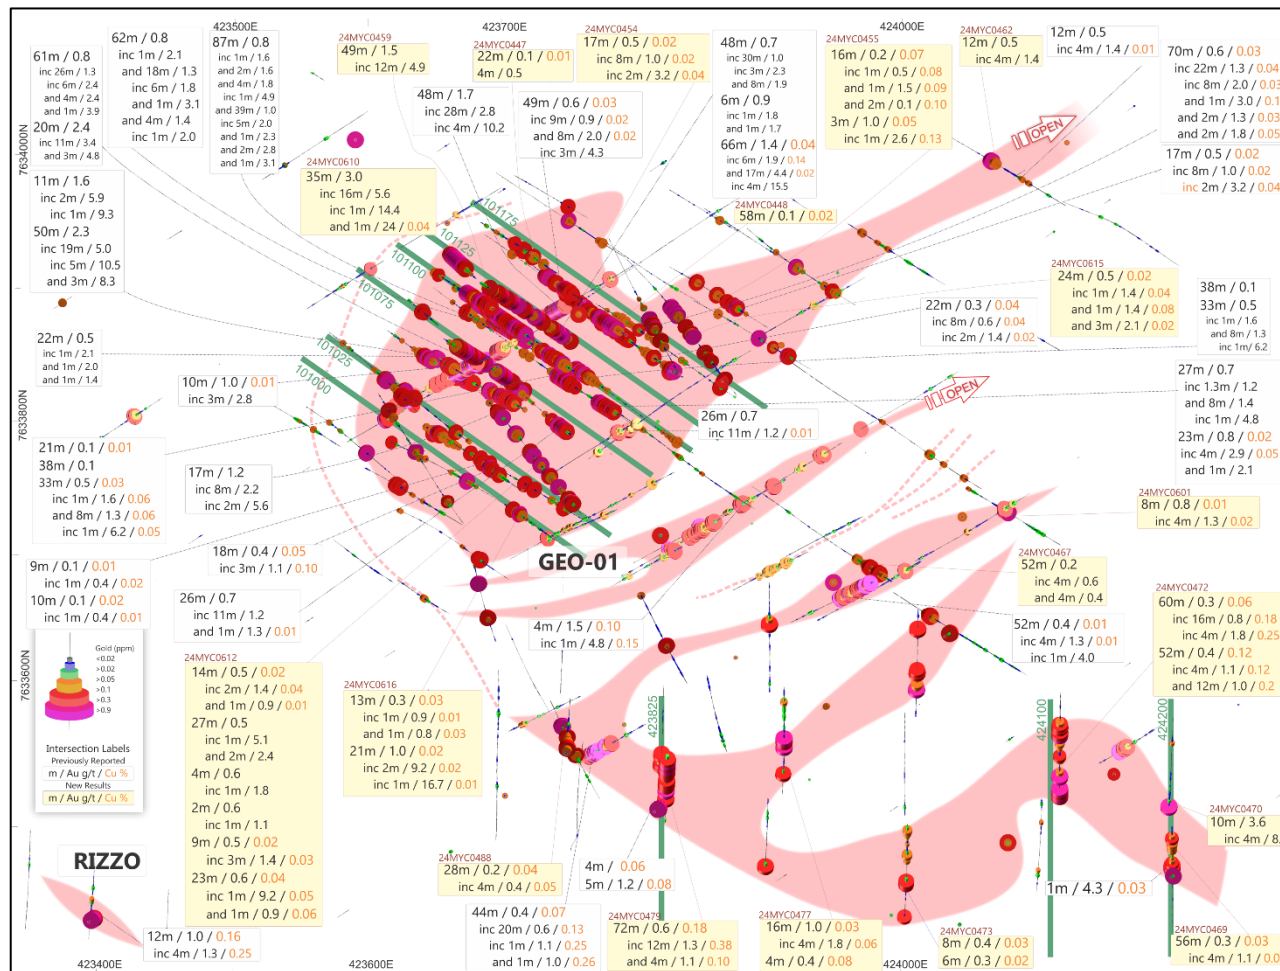 423500E
423700E
424000E
7634000N
7633800N
7633600N
61m / 0.8
inc 26m / 1.3
inc 6m / 2.4
and 4m / 2.4
and 1m / 3.9
20m / 2.4
inc 11m / 3.4
and 3m / 4.8
62m / 0.8
inc 1m / 2.1
and 18m / 1.3
inc 6m / 1.8
and 1m / 3.1
and 4m / 1.4
inc 1m / 2.0
87m / 0.8
inc 1m / 1.6
and 2m / 1.6
and 4m / 1.8
inc 1m / 4.9
and 39m / 1.0
inc 5m / 2.0
and 1m / 2.3
and 2m / 2.8
and 1m / 3.1
24MYC0459
49m / 1.5
inc 12m / 4.9
24MYC0447
22m / 0.1 / 0.01
4m / 0.5
24MYC0454
17m / 0.5 / 0.02
inc 8m / 1.0 / 0.02
inc 2m / 3.2 / 0.04
48m / 1.7
inc 28m / 2.8
inc 4m / 10.2
49m / 0.6 / 0.03
inc 9m / 0.9 / 0.02
and 8m / 2.0 / 0.02
inc 3m / 4.3
48m / 0.7
inc 30m / 1.0
inc 3m / 2.3
and 8m / 1.9
6m / 0.9
inc 1m / 1.8
and 1m / 1.7
66m / 1.4 / 0.04
inc 6m / 1.9 / 0.14
and 17m / 4.4 / 0.02
inc 4m / 15.5
24MYC0448
58m / 0.1 / 0.02
24MYC0455
16m / 0.2 / 0.07
inc 1m / 0.5 / 0.08
and 1m / 1.5 / 0.09
and 2m / 0.1 / 0.10
3m / 1.0 / 0.05
inc 1m / 2.6 / 0.13
24MYC0462
12m / 0.5
inc 4m / 1.4
12m / 0.5
inc 4m / 1.4 / 0.01
70m / 0.6 / 0.03
inc 22m / 1.3 / 0.04
inc 8m / 2.0 / 0.03
and 1m / 3.0 / 0.1
and 2m / 1.3 / 0.03
and 2m / 1.8 / 0.05
17m / 0.5 / 0.02
inc 8m / 1.0 / 0.02
inc 2m / 3.2 / 0.04
OPEN
24MYC0610
35m / 3.0
inc 16m / 5.6
inc 1m / 14.4
and 1m / 24 / 0.04
11m / 1.6
inc 2m / 5.9
inc 1m / 9.3
50m / 2.3
inc 19m / 5.0
inc 5m / 10.5
and 3m / 8.3
101175
101125
101100
101075
101025
101000
24MYC0615
24m / 0.5 / 0.02
inc 1m / 1.4 / 0.04
and 1m / 1.4 / 0.08
and 3m / 2.1 / 0.02
22m / 0.3 / 0.04
inc 8m / 0.6 / 0.04
inc 2m / 1.4 / 0.02
38m / 0.1
33m / 0.5
inc 1m / 1.6
and 8m / 1.3
inc 1m/ 6.2
22m / 0.5
inc 1m / 2.1
and 1m / 2.0
and 1m / 1.4
10m / 1.0 / 0.01
inc 3m / 2.8
27m / 0.7
inc 1.3m / 1.2
and 8m / 1.4
inc 1m / 4.8
23m / 0.8 / 0.02
inc 4m / 2.9 / 0.05
and 1m / 2.1
OPEN
26m / 0.7
inc 11m / 1.2 / 0.01
21m / 0.1 / 0.01
38m / 0.1
33m / 0.5 / 0.03
inc 1m / 1.6 / 0.06
and 8m / 1.3 / 0.06
inc 1m / 6.2 / 0.05
17m / 1.2
inc 8m / 2.2
inc 2m / 5.6
24MYC0601
8m / 0.8 / 0.01
inc 4m / 1.3 / 0.02
18m / 0.4 / 0.05
inc 3m / 1.1 / 0.10
GEO-01
9m / 0.1 / 0.01
inc 1m / 0.4 / 0.02
10m / 0.1 / 0.02
inc 1m / 0.4 / 0.01
26m / 0.7
inc 11m / 1.2
and 1m / 1.3 / 0.01
4m / 1.5 / 0.10
inc 1m / 4.8 / 0.15
24MYC0467
52m / 0.2
inc 4m / 0.6
and 4m / 0.4
52m / 0.4 / 0.01
inc 4m / 1.3 / 0.01
inc 1m / 4.0
24MYC0472
60m / 0.3 / 0.06
inc 16m / 0.8 / 0.18
inc 4m / 1.8 / 0.25
52m / 0.4 / 0.12
inc 4m / 1.1 / 0.12
and 12m / 1.0 / 0.2
Gold (ppm)
<0.02
>0.02
>0.05
>0.1
>0.3
>0.9
Intersection Labels
Previously Reported
m / Au g/t / Cu %
New Results
m / Au g/t / Cu %
24MYC0612
14m / 0.5 / 0.02
inc 2m / 1.4 / 0.04
and 1m / 0.9 / 0.01
27m / 0.5
inc 1m / 5.1
and 2m / 2.4
4m / 0.6
inc 1m / 1.8
2m / 0.6
inc 1m / 1.1
9m / 0.5 / 0.02
inc 3m / 1.4 / 0.03
23m / 0.6 / 0.04
inc 1m / 9.2 / 0.05
and 1m / 0.9 / 0.06
24MYC0616
13m / 0.3 / 0.03
inc 1m / 0.9 / 0.01
and 1m / 0.8 / 0.03
21m / 1.0 / 0.02
inc 2m / 9.2 / 0.02
inc 1m / 16.7 / 0.01
423825
424100
424200
24MYC0470
10m / 3.6
inc 4m / 8.
RIZZO
12m / 1.0 / 0.16
inc 4m / 1.3 / 0.25
24MYC0488
28m / 0.2 / 0.04
inc 4m / 0.4 / 0.05
4m / 0.06
5m / 1.2 / 0.08
44m / 0.4 / 0.07
inc 20m / 0.6 / 0.13
inc 1m / 1.1 / 0.25
and 1m / 1.0 / 0.26
24MYC0479
72m / 0.6 / 0.18
inc 12m / 1.3 / 0.38
and 4m / 1.1 / 0.10
24MYC0477
16m / 1.0 / 0.03
inc 4m / 1.8 / 0.06
4m / 0.4 / 0.08
24MYC0473
8m / 0.4 / 0.03
6m / 0.3 / 0.02
1m / 4.3 / 0.03
24MYC0469
56m / 0.3 / 0.03
inc 4m / 1.1 / 0.0
423400E
423600E
424000E